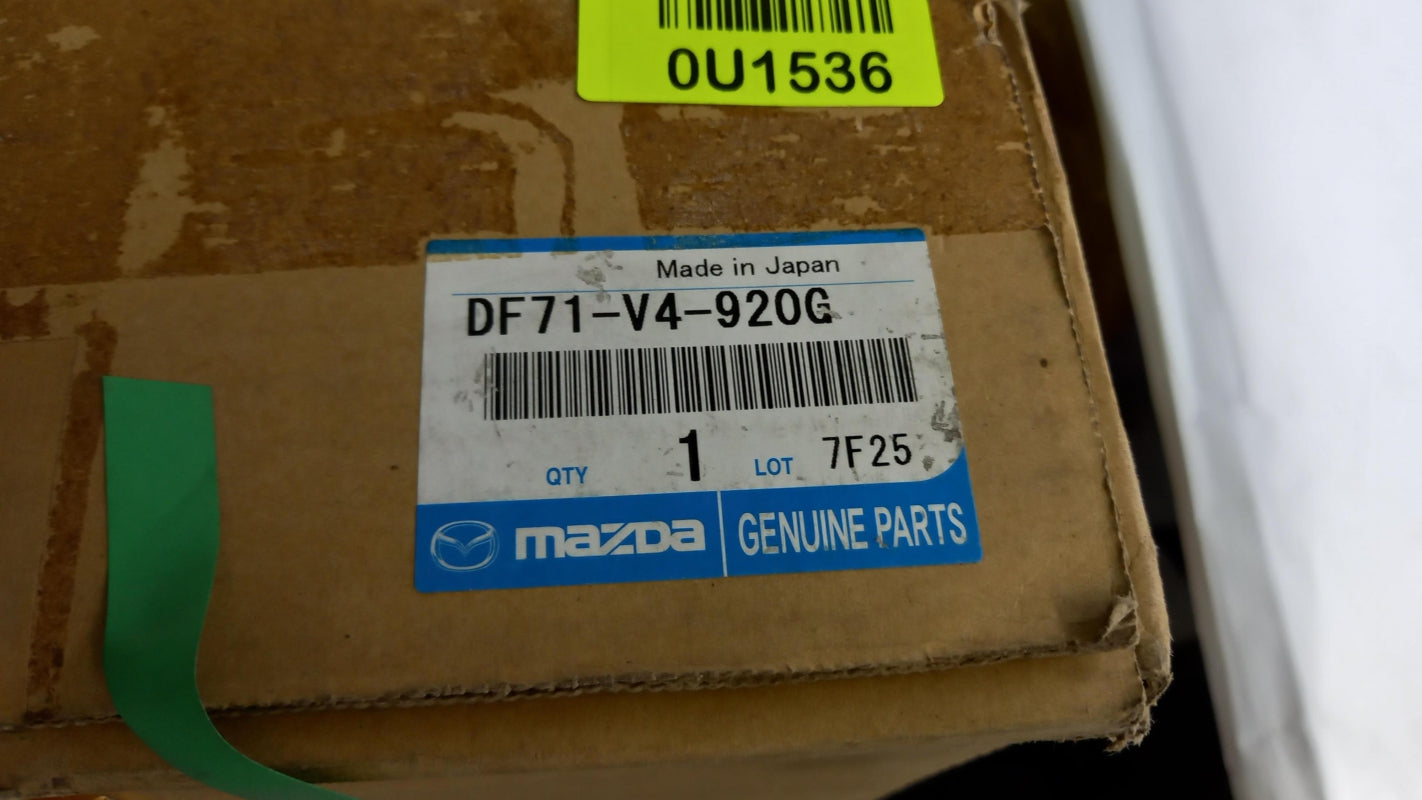 0U1536
Made in Japan
DF71-V4-920G
QTY 1 LOT 7F25
mazda GENUINE PARTS